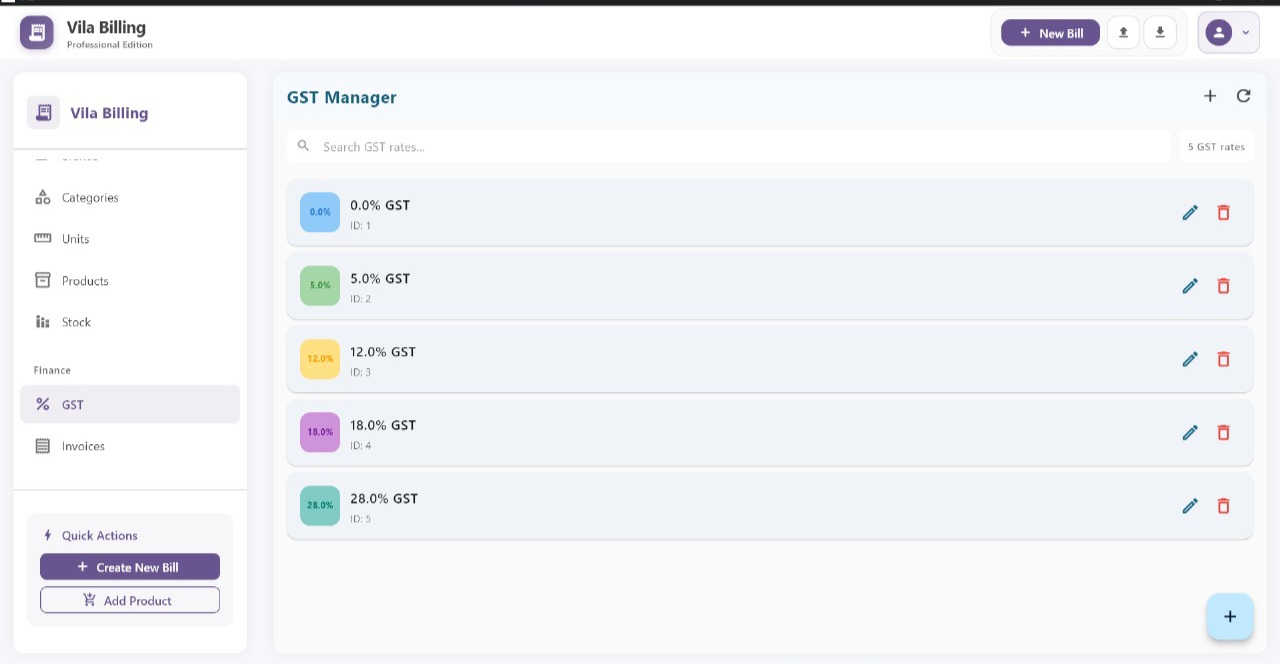 Vila Billing
Professional Edition
+ New Bill
Vila Billing
Categories
Units
Products
Stock
Finance
GST
Invoices
Quick Actions
+ Create New Bill
Add Product
GST Manager
Search GST rates...
5 GST rates
0.0%
0.0% GST
ID: 1
5.0%
5.0% GST
ID: 2
12.0%
12.0% GST
ID: 3
18.0%
18.0% GST
ID: 4
28.0%
28.0% GST
ID: 5